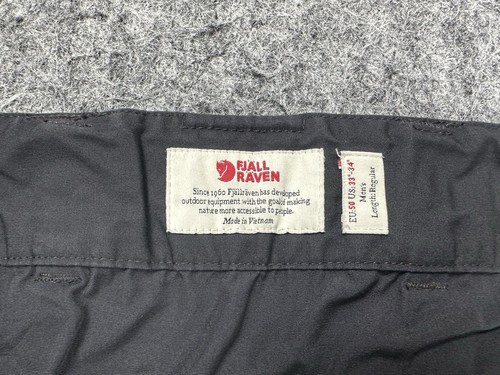 FJÄLL
RÄVEN
Since 1960 Fjällräven has developed
outdoor equipment with the goal of making
nature more accessible to people.
Made in Vietnam
EU:50 US:33"-34"
Men's
Length:Regular